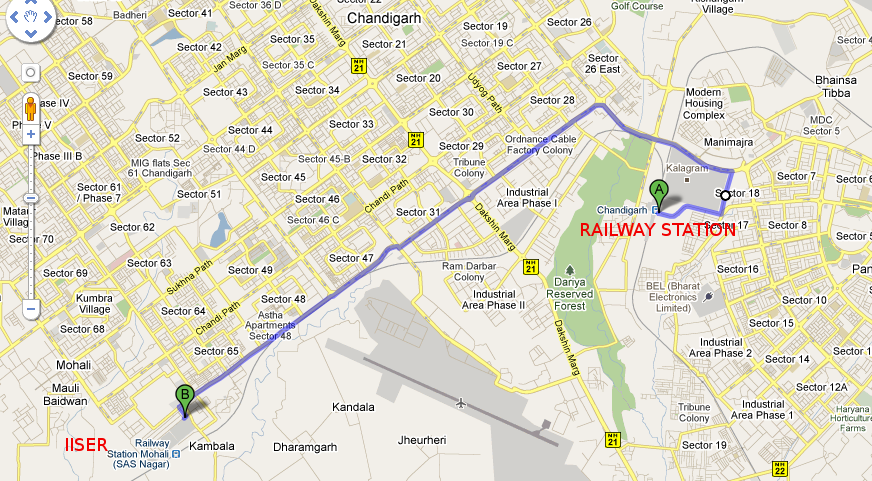 Sector 36 D
Sector 22
Golf Course
Kishangarh
Village
Badheri
Sector 41
Dakshin Marg
Chandigarh
Sector 19
Sector 26
Sector 42
Jan Marg
Sector 21
Sector 19 C
Sector 59
Sector 35 C
NH
21
Sector 20
Sector 27
Sector
26 East
Phase IV
Sector 43
Sector 34
Udyog Path
Sector 28
Modern
Housing
Complex
Bhainsa
Tibba
Phase V
Sector 33
Sector 30
MDC
Sector 5
Sector 52
Sector 44
NH
21
Ordnance Cable
Factory Colony
Manimajra
Phase III B
Sector 44 D
Sector 29
MIG flats Sec
61 Chandigarh
Sector 45-B
Sector 32
Tribune
Colony
Kalagram
Sector 7
Sector 6
Sector 61
/ Phase 7
Sector 51
Sector 45
Chandi Path
Industrial
Area Phase I
A
Sector 18
Sector 46
Sector 31
Chandigarh
Sector 46 C
Dakshin Marg
RAILWAY STATION
Sector 17
Sector 8
Sector 62
Sector 70
Sector 47
Sector 63
Sukhna Path
Sector 49
Ram Darbar
Colony
NH
21
Sector16
Dariya
Reserved
Forest
BEL (Bharat
Electronics
Limited)
Sector 10
Kumbra
Village
Sector 64
Chandi Path
Sector 48
Industrial
Area Phase II
Astha
Apartments
Sector 48
Sector 15
Sector 68
Dakshin Marg
Industrial
Area Phase 2
Sector 65
Sector 14
Mohali
Mauli
Baidwan
B
Sector 12A
Kandala
Tribune
Colony
Industrial
Area Phase 1
Haryana
Horticulture
Farms
IISER
Railway
Station Mohali
(SAS Nagar)
Kambala
Dharamgarh
Jheurheri
NH
21
Sector 19
NH
22